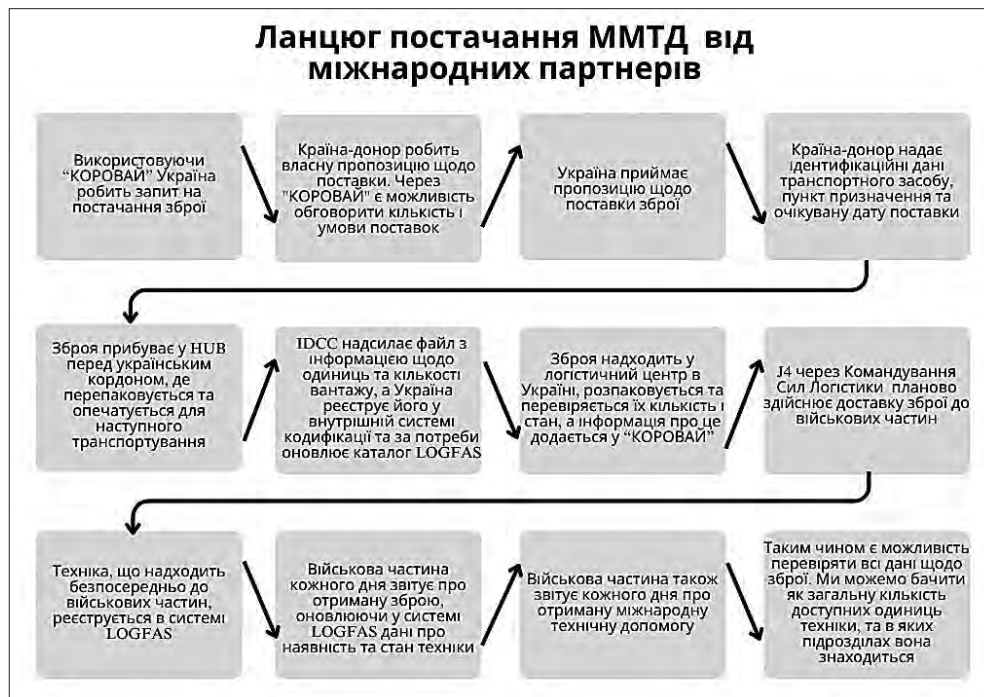 Ланцюг постачання ММТД від
міжнародних партнерів
Використовуючи
“КОРОВАЙ” Україна
робить запит на
постачання зброї
Країна-донор робить
власну пропозицію щодо
поставки. Через
"КОРОВАЙ" є можливість
обговорити кількість і
умови поставок
Україна приймає
пропозицію щодо
поставки зброї
Країна-донор надає
ідентифікаційні дані
транспортного засобу,
пункт призначення та
очікувану дату поставки
Зброя прибуває у HUB
перед українським
кордоном, де
перепаковується та
опечатується для
наступного
транспортування
IDCC надсилає файл з
інформацією щодо
одиниць та кількості
вантажу, а Україна
реєструє його у
внутрішній системі
кодифікації та за потреби
оновлює каталог LOGFAS
Зброя надходить у
логістичний центр в
Україні, розпаковується та
перевіряється їх кількість і
стан, а інформація про це
додається у “КОРОВАЙ”
J4 через Командування
Сил Логістики планово
здійснює доставку зброї до
військових частин
Техніка, що надходить
безпосередньо до
військових частин,
реєструється в системі
LOGFAS
Військова частина
кожного дня звітує про
отриману зброю,
оновлюючи у системі
LOGFAS дані про
наявність та стан техніки
Військова частина також
звітує кожного дня про
отриману міжнародну
технічну допомогу
Таким чином є можливість
перевіряти всі дані щодо
зброї. Ми можемо бачити
як загальну кількість
доступних одиниць
техніки, та в яких
підрозділах вона
знаходиться